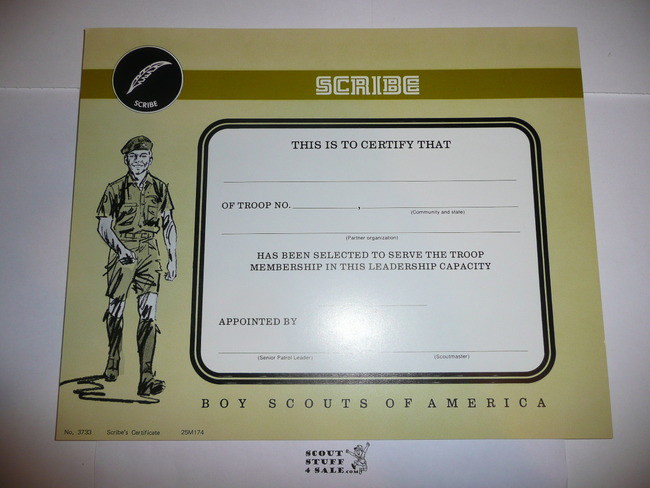 SCRIBE
SCRIBE
THIS IS TO CERTIFY THAT
OF TROOP NO. ,
(Community and state)
(Partner organization)
HAS BEEN SELECTED TO SERVE THE TROOP
MEMBERSHIP IN THIS LEADERSHIP CAPACITY
APPOINTED BY
(Senior Patrol Leader) (Scoutmaster)
BOY SCOUTS OF AMERICA
No. 3733 Scribe's Certificate 25M174
SCOUT
STUFF
4 SALE.com